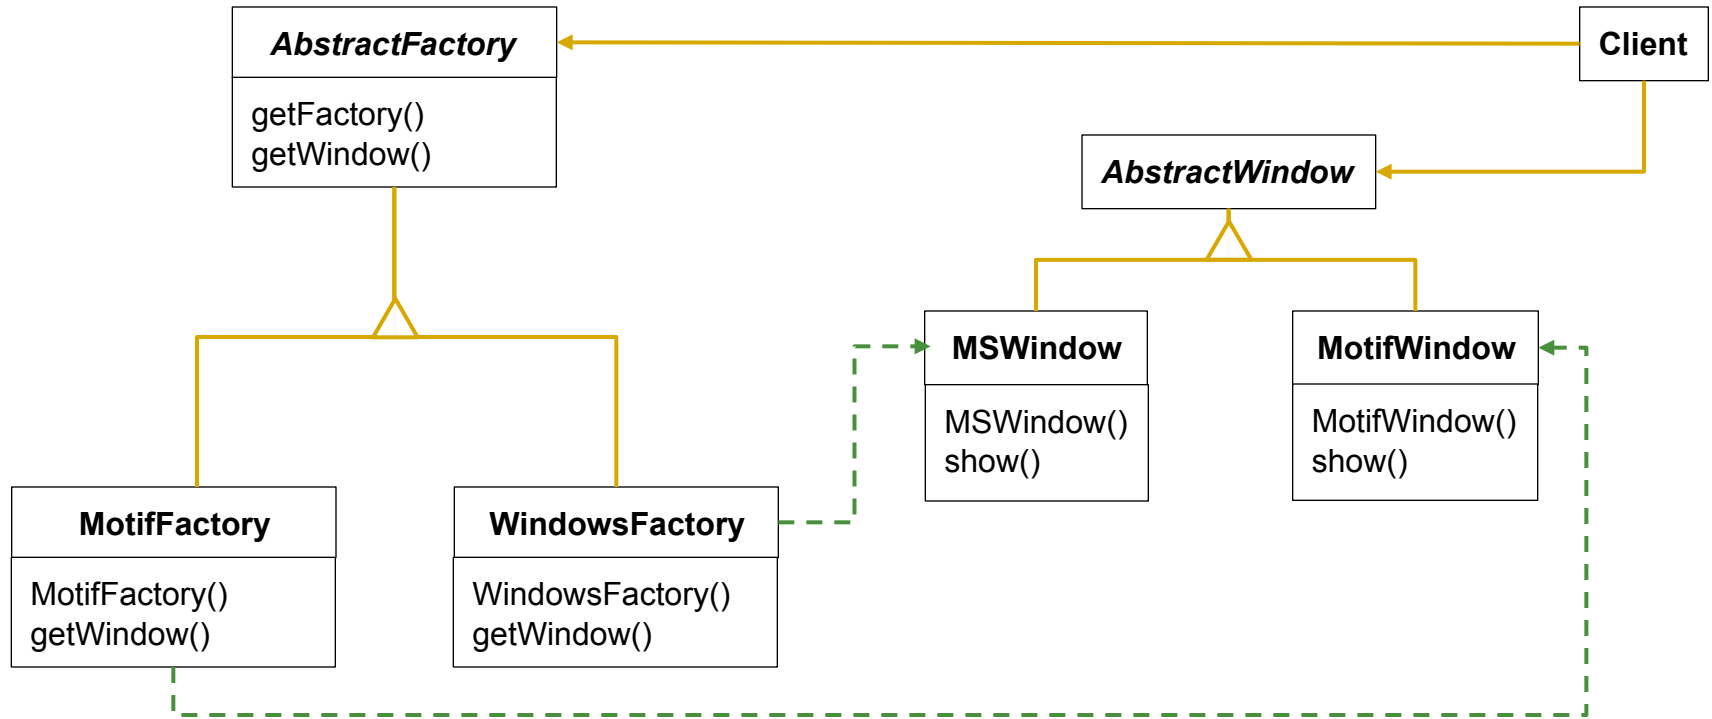 AbstractFactory
getFactory()
getWindow()
Client
AbstractWindow
MSWindow
MSWindow()
show()
MotifWindow
MotifWindow()
show()
MotifFactory
MotifFactory()
getWindow()
WindowsFactory
WindowsFactory()
getWindow()